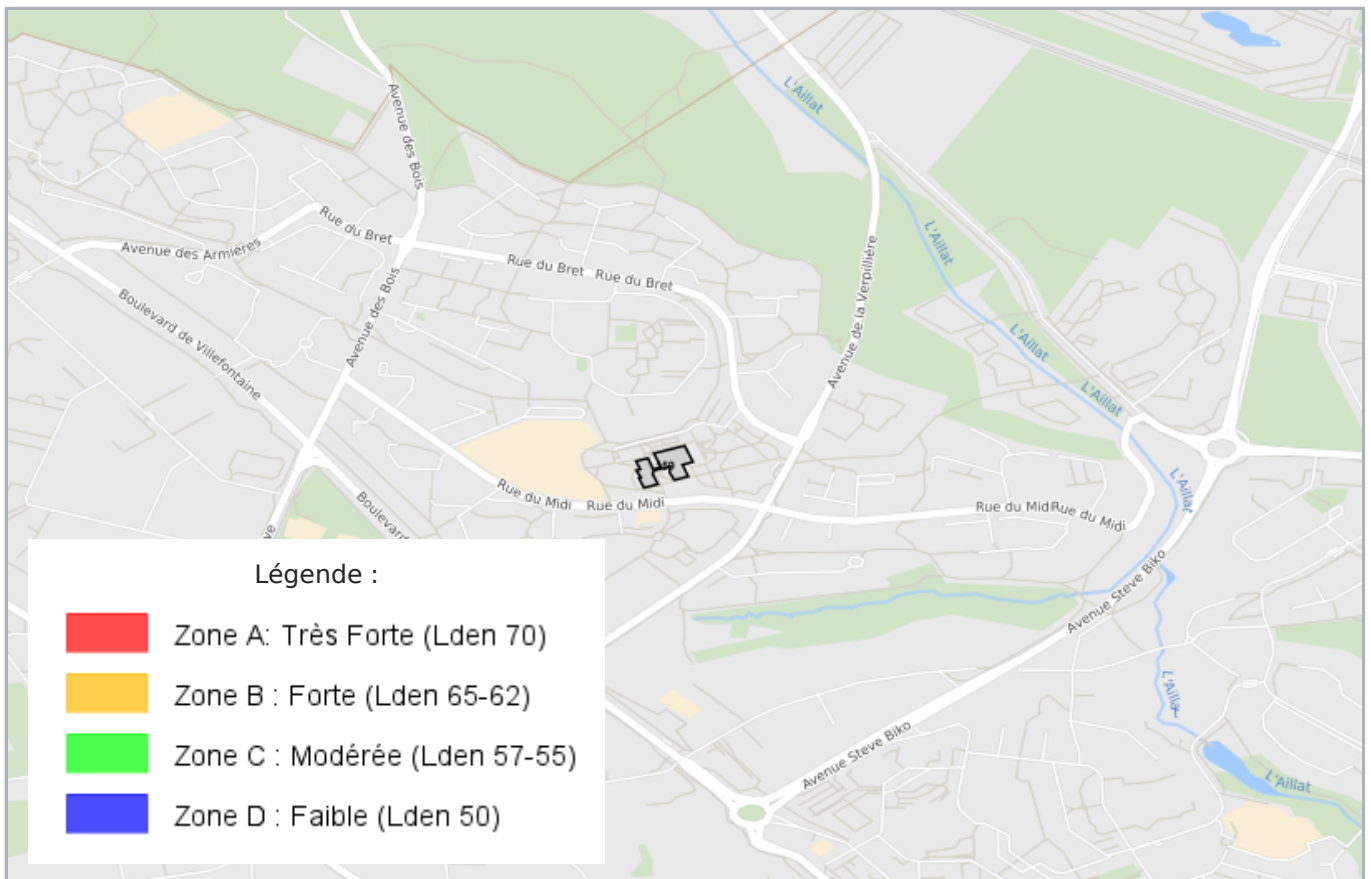 L'Aillat
Avenue des Bois
Rue du Bret
Avenue des Armières
L'Aillat
Rue du Bret
Rue du Bret
Avenue de la Verpillière
Avenue des Bois
Boulevard de Villefontaine
L'Aillat
L'Aillat
Rue du Midi
Rue du Midi
Rue du Midi
Rue du Midi
L'Aillat
Avenue Steve Biko
L'Aillat
Avenue Steve Biko
L'Aillat
Légende :
Zone A: Très Forte (Lden 70)
Zone B : Forte (Lden 65-62)
Zone C : Modérée (Lden 57-55)
Zone D : Faible (Lden 50)